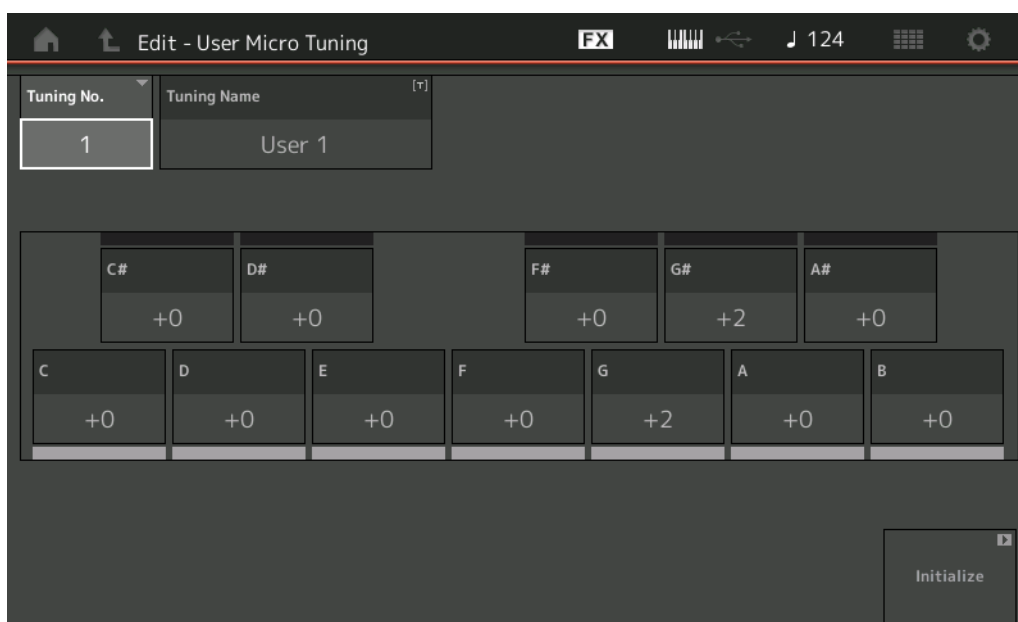 Edit - User Micro Tuning FX ♩ 124
Tuning No. Tuning Name [T]
1 User 1
C# D# F# G# A#
+0 +0 +0 +2 +0
C D E F G A B
+0 +0 +0 +0 +2 +0 +0
Initialize